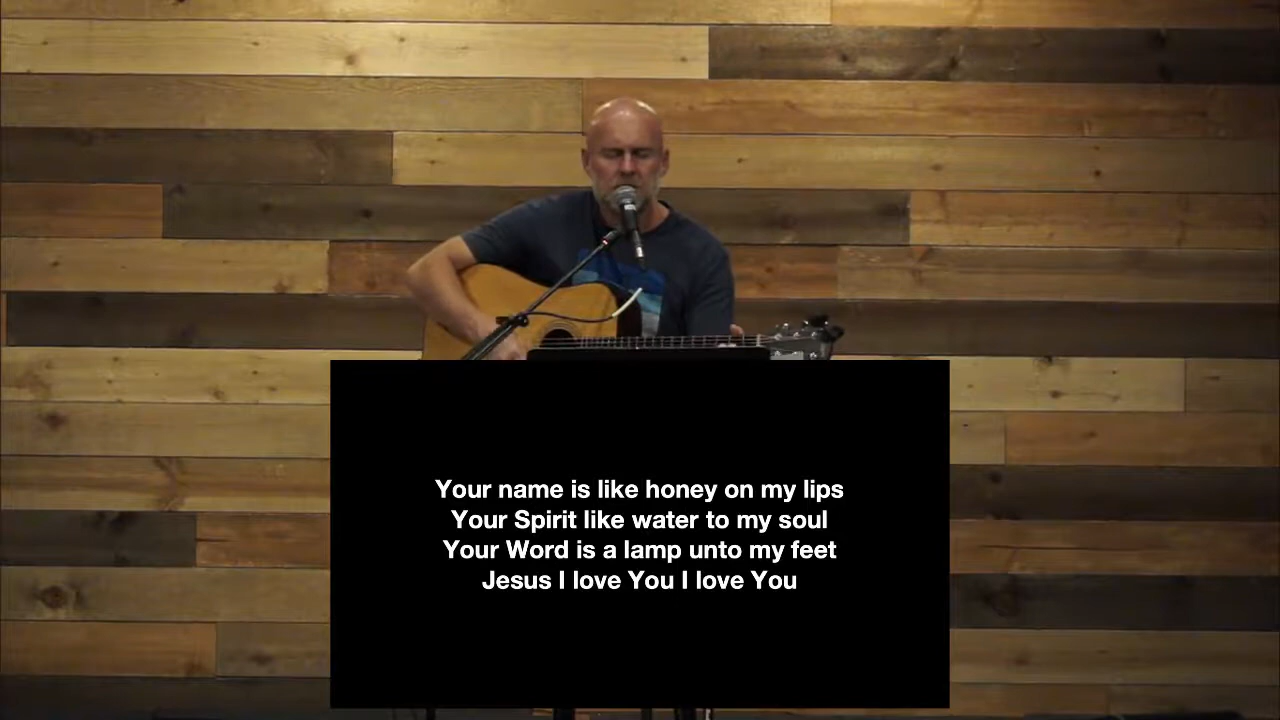 Your name is like honey on my lips
Your Spirit like water to my soul
Your Word is a lamp unto my feet
Jesus I love You I love You